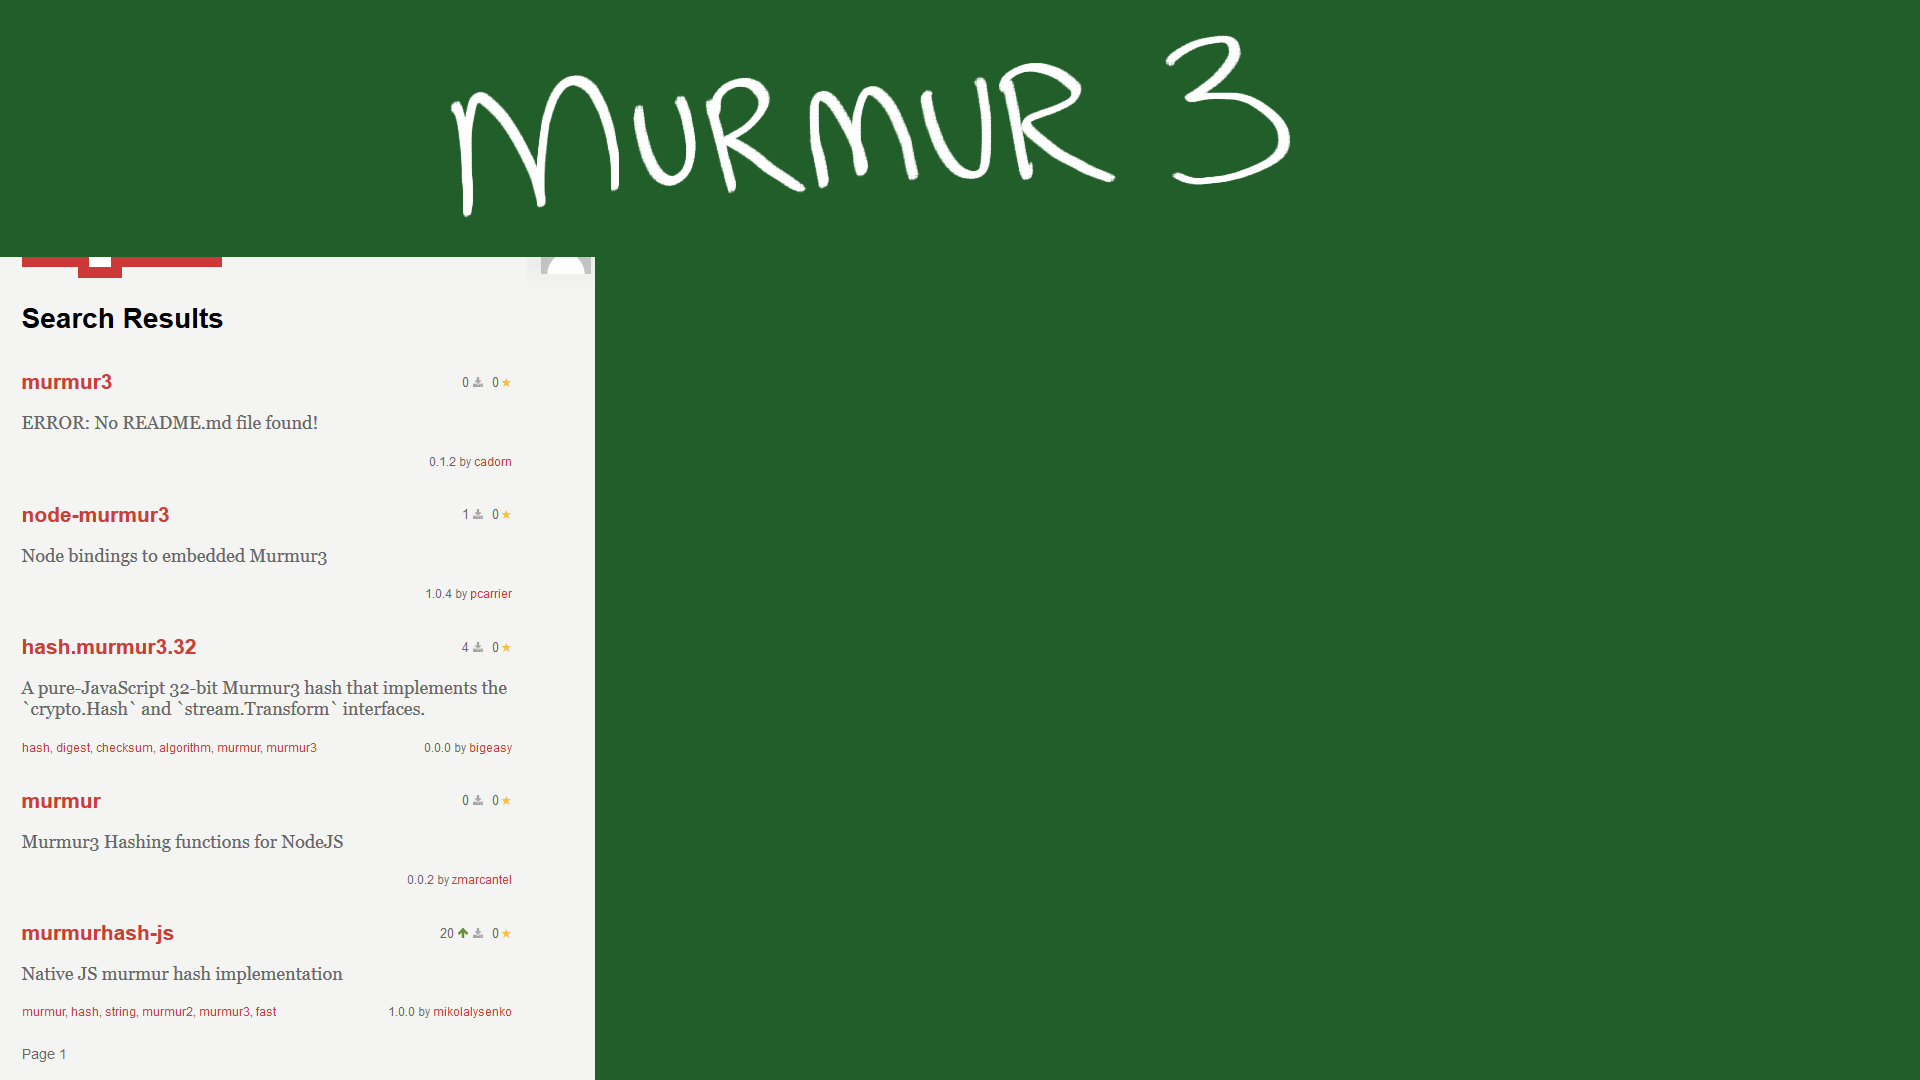 MURMUR 3
Search Results
murmur3 0 0
ERROR: No README.md file found!
0.1.2 by cadorn
node-murmur3 1 0
Node bindings to embedded Murmur3
1.0.4 by pcarrier
hash.murmur3.32 4 0
A pure-JavaScript 32-bit Murmur3 hash that implements the
`crypto.Hash` and `stream.Transform` interfaces.
hash, digest, checksum, algorithm, murmur, murmur3 0.0.0 by bigeasy
murmur 0 0
Murmur3 Hashing functions for NodeJS
0.0.2 by zmarcantel
murmurhash-js 20 0
Native JS murmur hash implementation
murmur, hash, string, murmur2, murmur3, fast 1.0.0 by mikolalysenko
Page 1